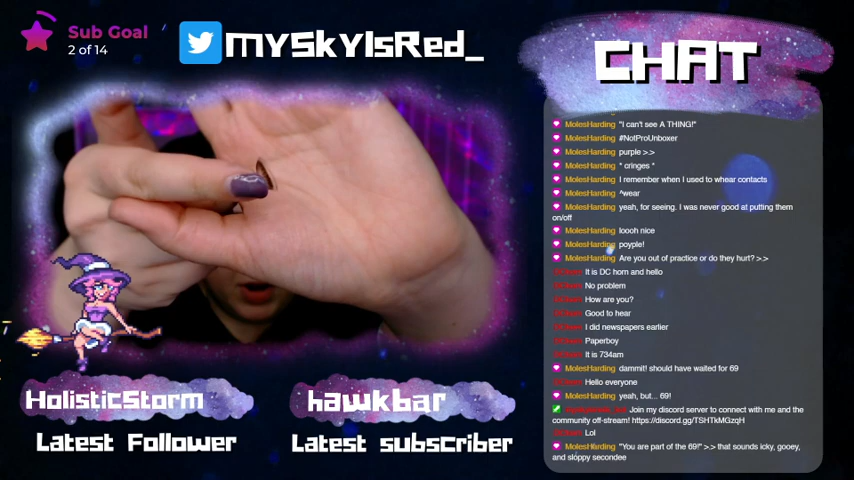 Sub Goal
2 of 14
MYSkyIsRed_
CHAT
MolesHarding "I can't see A THING!"
MolesHarding #NotProUnboxer
MolesHarding purple >.>
MolesHarding * cringes *
MolesHarding I remember when I used to whear contacts
MolesHarding ^wear
MolesHarding yeah, for seeing. I was never good at putting them
on/off
MolesHarding loooh nice
MolesHarding poyple!
MolesHarding Are you out of practice or do they hurt? >.>
It is DC horn and hello
No problem
How are you?
Good to hear
I did newspapers earlier
Paperboy
It is 734am
MolesHarding dammit! should have waited for 69
Hello everyone
MolesHarding yeah, but... 69!
Join my discord server to connect with me and the
community off-stream! https://discord.gg/TSHTkMGzqH
Lol
MolesHarding "You are part of the 69!" >.> that sounds icky, gooey,
and sloppy secondee
HolisticStorm
Latest Follower
hawkbar
Latest subscriber